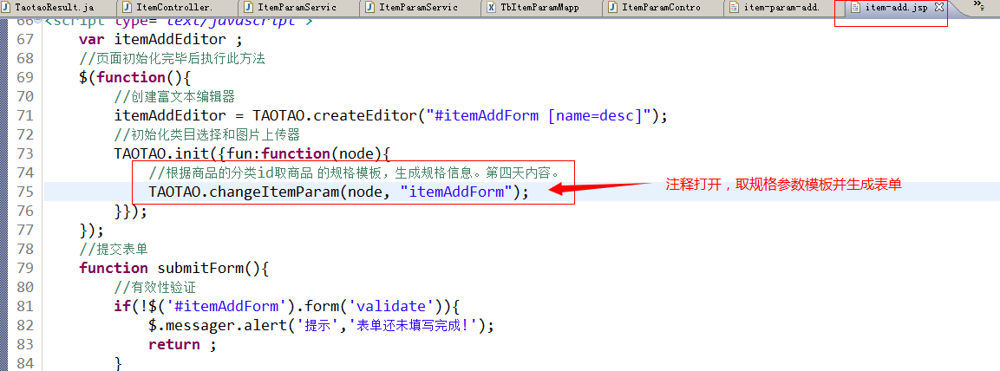 TaotaoResult.ja ItemController. ItemParamServic ItemParamServic TbItemParamMapp ItemParamContro item-param-add. item-add.jsp
66 <script type="text/javascript">
67 var itemAddEditor ;
68 //页面初始化完毕后执行此方法
69 $(function(){
70 //创建富文本编辑器
71 itemAddEditor = TAOTAO.createEditor("#itemAddForm [name=desc]");
72 //初始化类目选择和图片上传器
73 TAOTAO.init({fun:function(node){
74 //根据商品的分类id取商品 的规格模板，生成规格信息。第四天内容。
75 TAOTAO.changeItemParam(node, "itemAddForm");
注释打开，取规格参数模板并生成表单
76 }});
77 });
78 //提交表单
79 function submitForm(){
80 //有效性验证
81 if(!$('#itemAddForm').form('validate')){
82 $.messager.alert('提示','表单还未填写完成!');
83 return ;
84 }